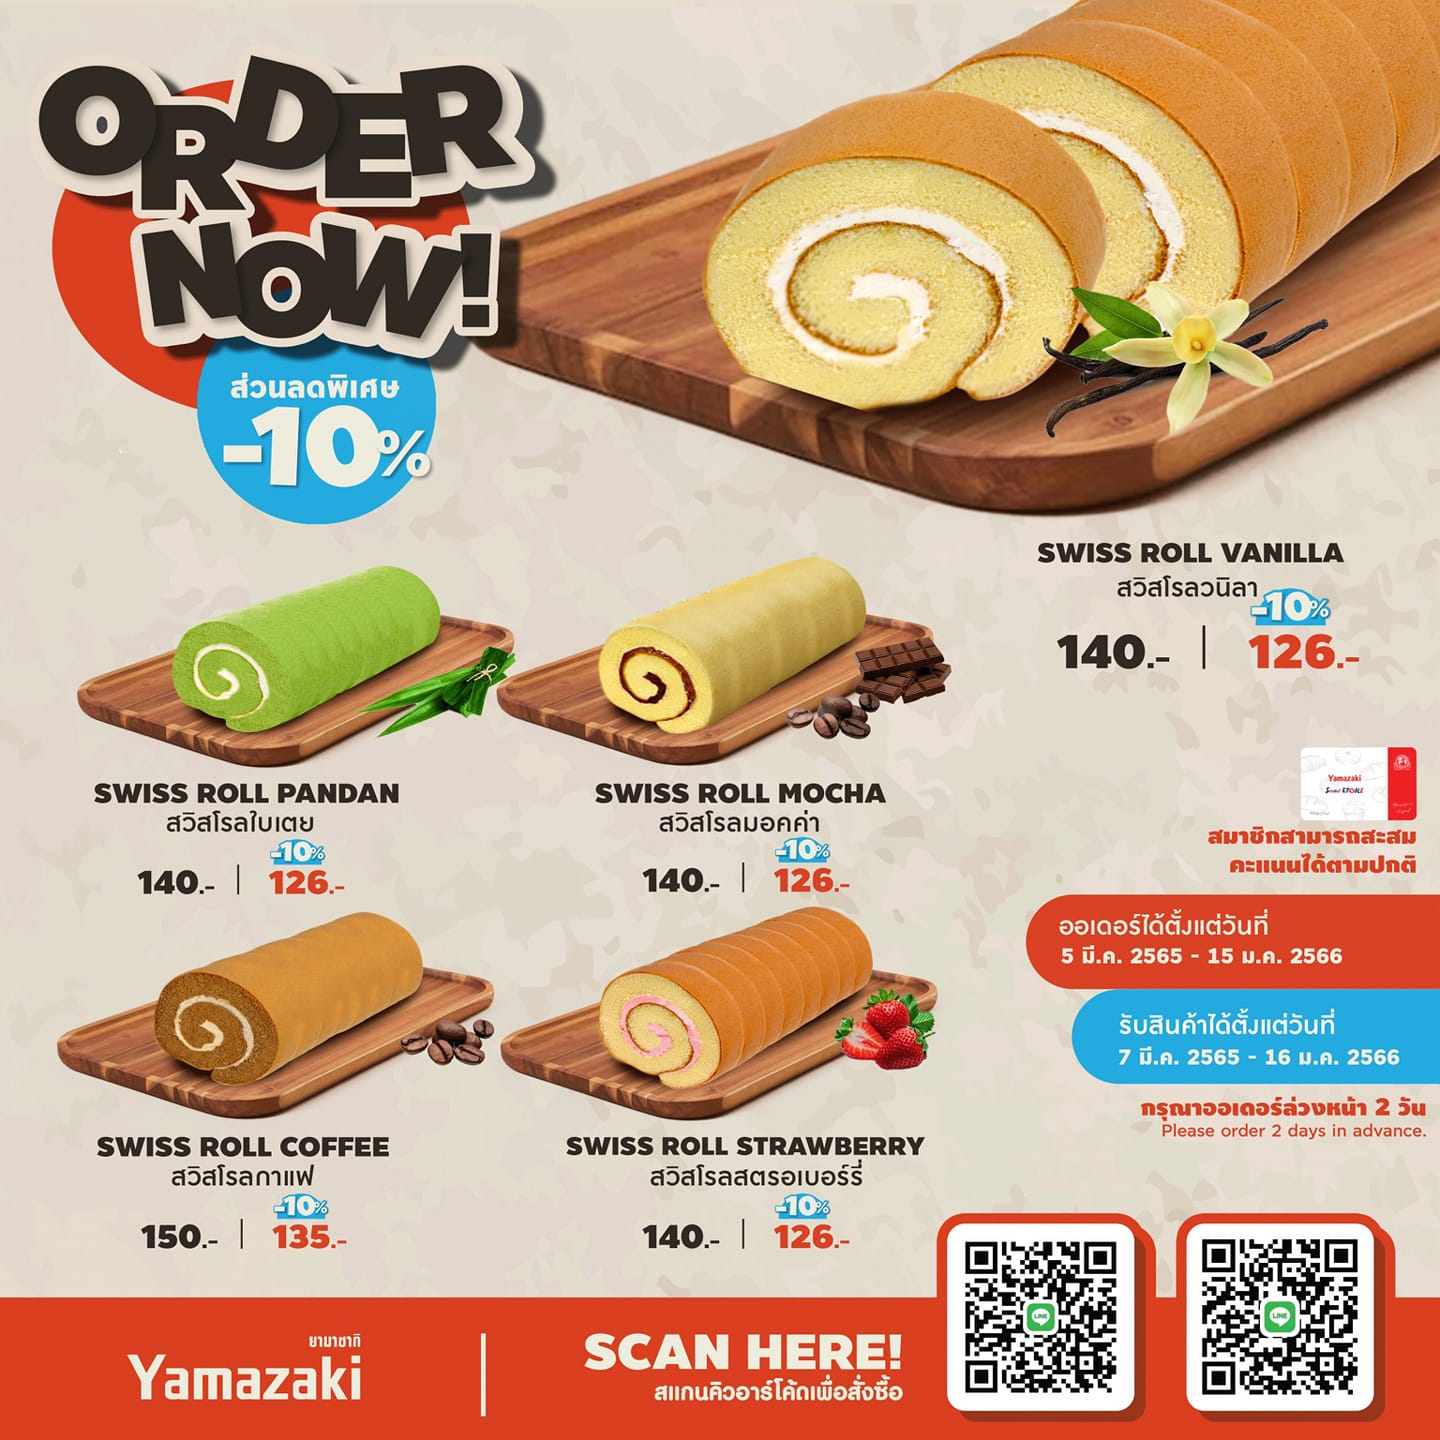 ORDER
NOW!
ส่วนลดพิเศษ
-10%
SWISS ROLL VANILLA
สวิสโรลวนิลา
-10%
140.- | 126.-
SWISS ROLL PANDAN
สวิสโรลใบเตย
-10%
140.- | 126.-
SWISS ROLL MOCHA
สวิสโรลมอคค่า
-10%
140.- | 126.-
Yamazaki
สมาชิกสามารถสะสม
คะแนนได้ตามปกติ
ออเดอร์ได้ตั้งแต่วันที่
5 มี.ค. 2565 - 15 ม.ค. 2566
รับสินค้าได้ตั้งแต่วันที่
7 มี.ค. 2565 - 16 ม.ค. 2566
กรุณาออเดอร์ล่วงหน้า 2 วัน
Please order 2 days in advance.
SWISS ROLL COFFEE
สวิสโรลกาแฟ
-10%
150.- | 135.-
SWISS ROLL STRAWBERRY
สวิสโรลสตรอเบอร์รี่
-10%
140.- | 126.-
ยามาซากิ
Yamazaki
SCAN HERE!
สแกนคิวอาร์โค้ดเพื่อสั่งซื้อ
LINE
LINE